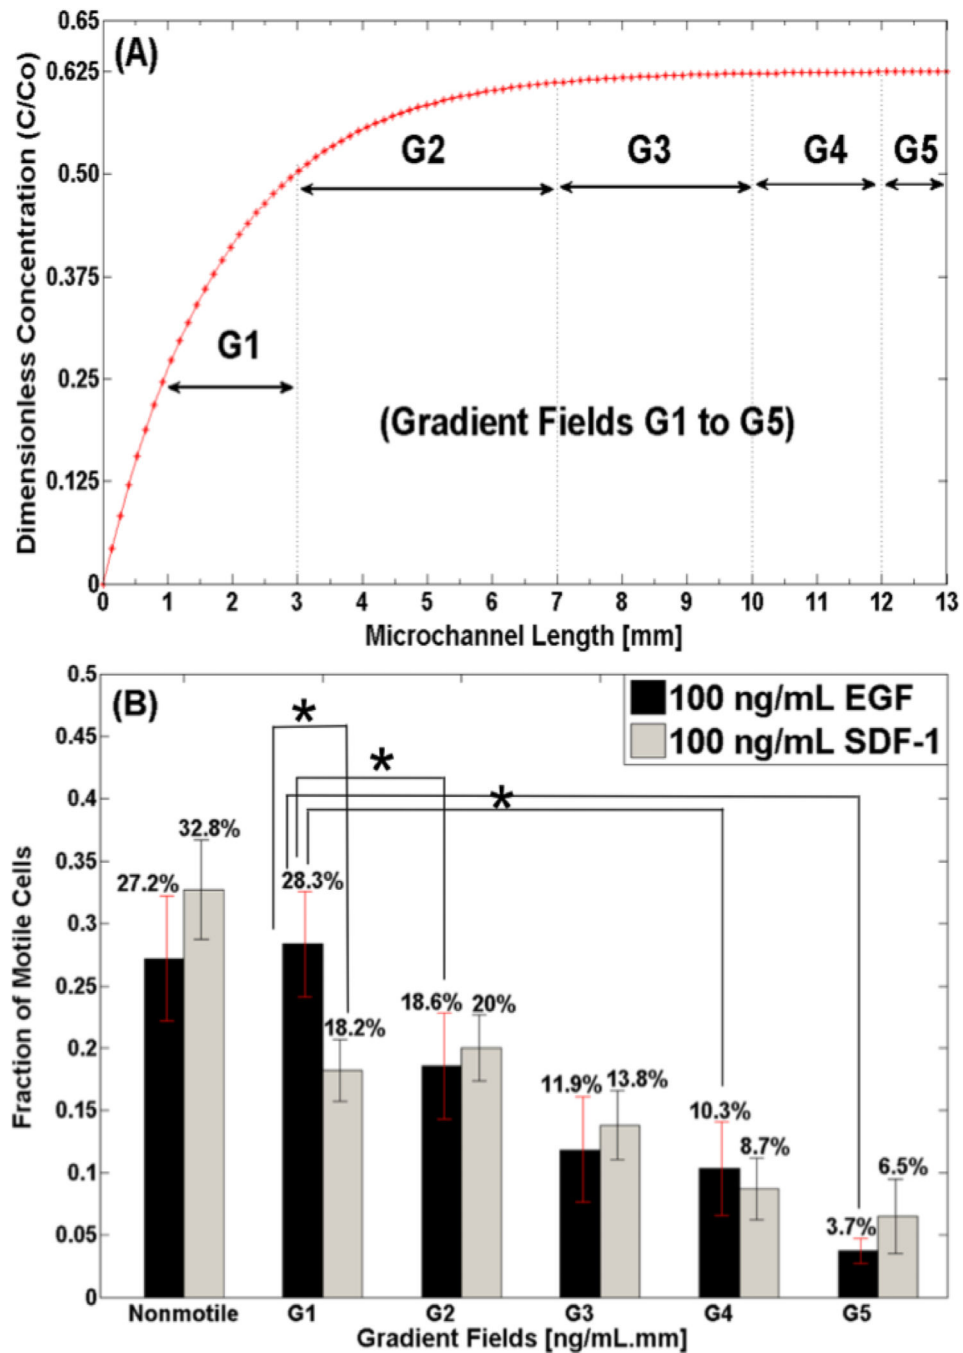 (A)
Dimensionless Concentration (C/Co)
0.65
0.625
0.50
0.375
0.25
0.125
0
G1
G2
G3
G4
G5
(Gradient Fields G1 to G5)
0 1 2 3 4 5 6 7 8 9 10 11 12 13
Microchannel Length [mm]
(B)
Fraction of Motile Cells
0.5
0.45
0.4
0.35
0.3
0.25
0.2
0.15
0.1
0.05
0
100 ng/mL EGF
100 ng/mL SDF-1
*
*
*
27.2% 32.8%
28.3% 18.2%
18.6% 20%
11.9% 13.8%
10.3% 8.7%
3.7% 6.5%
Nonmotile G1 G2 G3 G4 G5
Gradient Fields [ng/mL.mm]